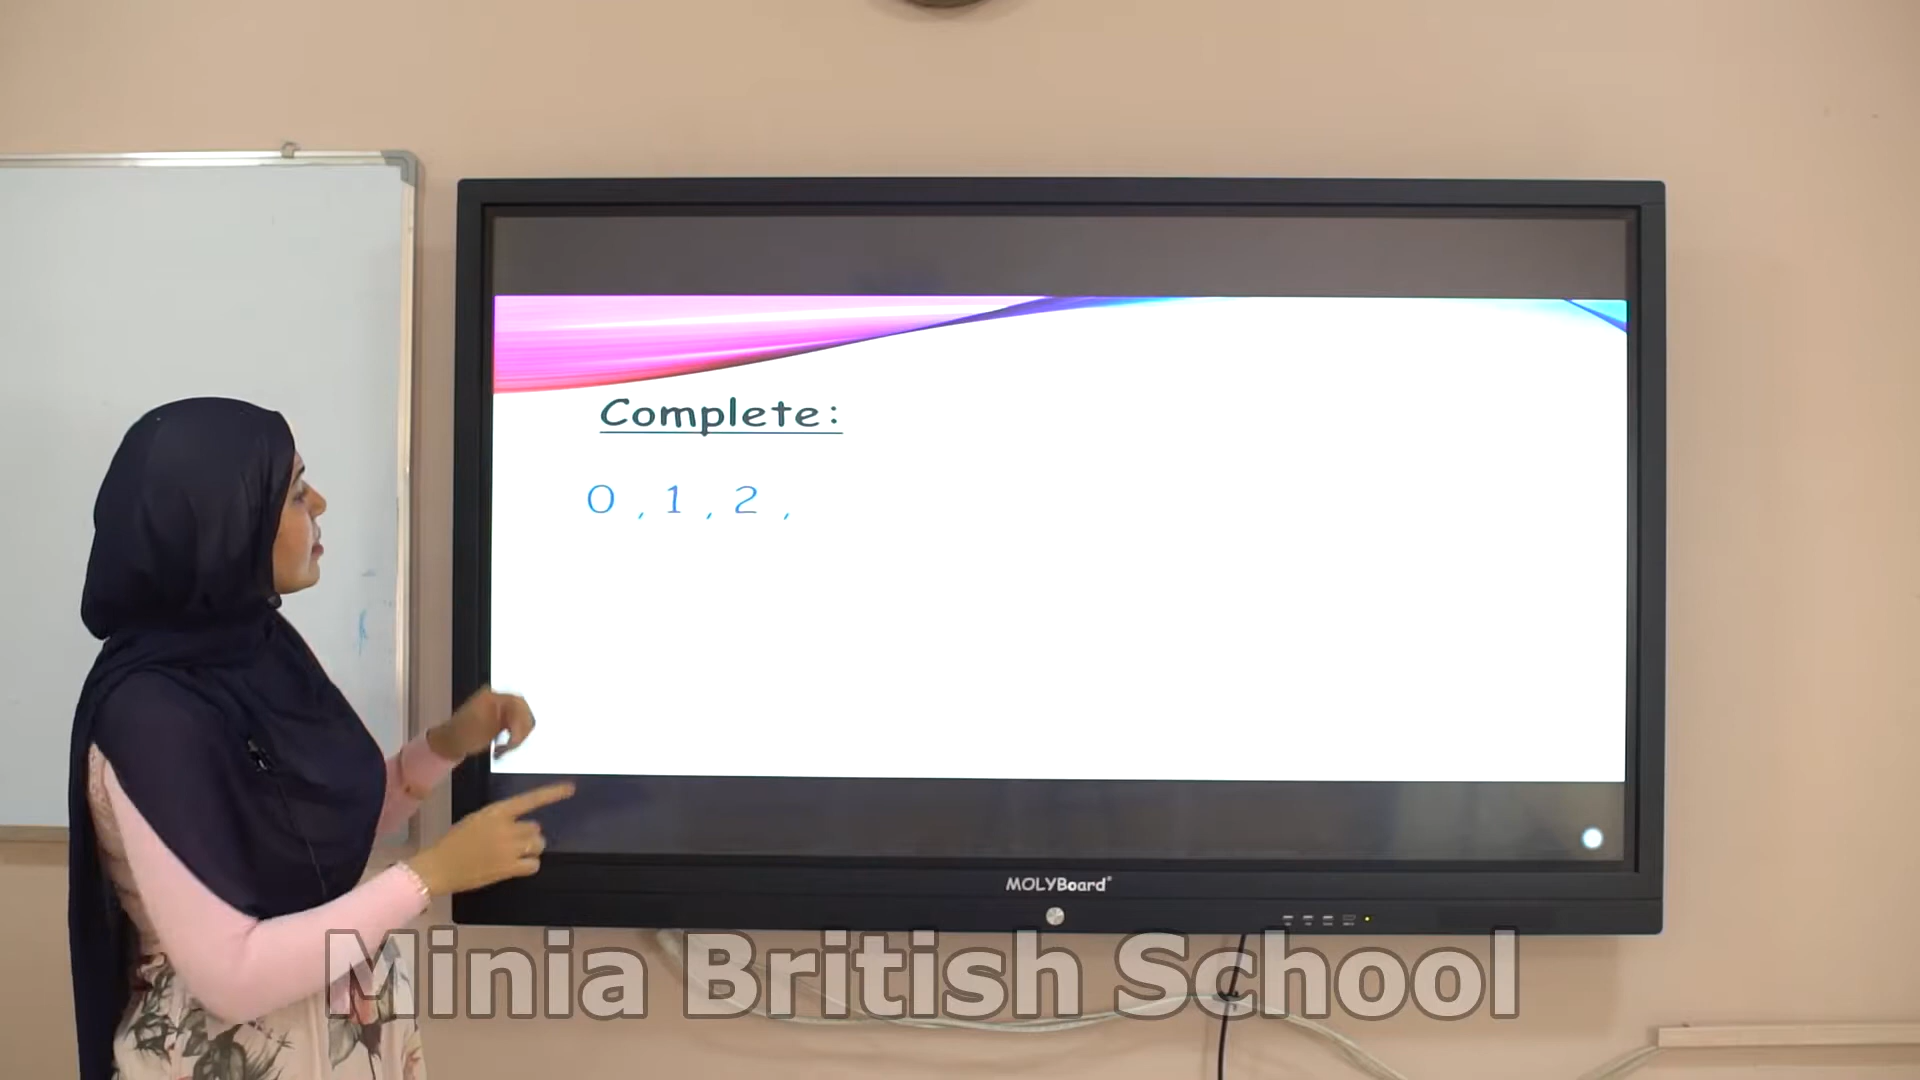 Complete:
0 , 1 , 2 ,
MOLYBoard®
Minia British School